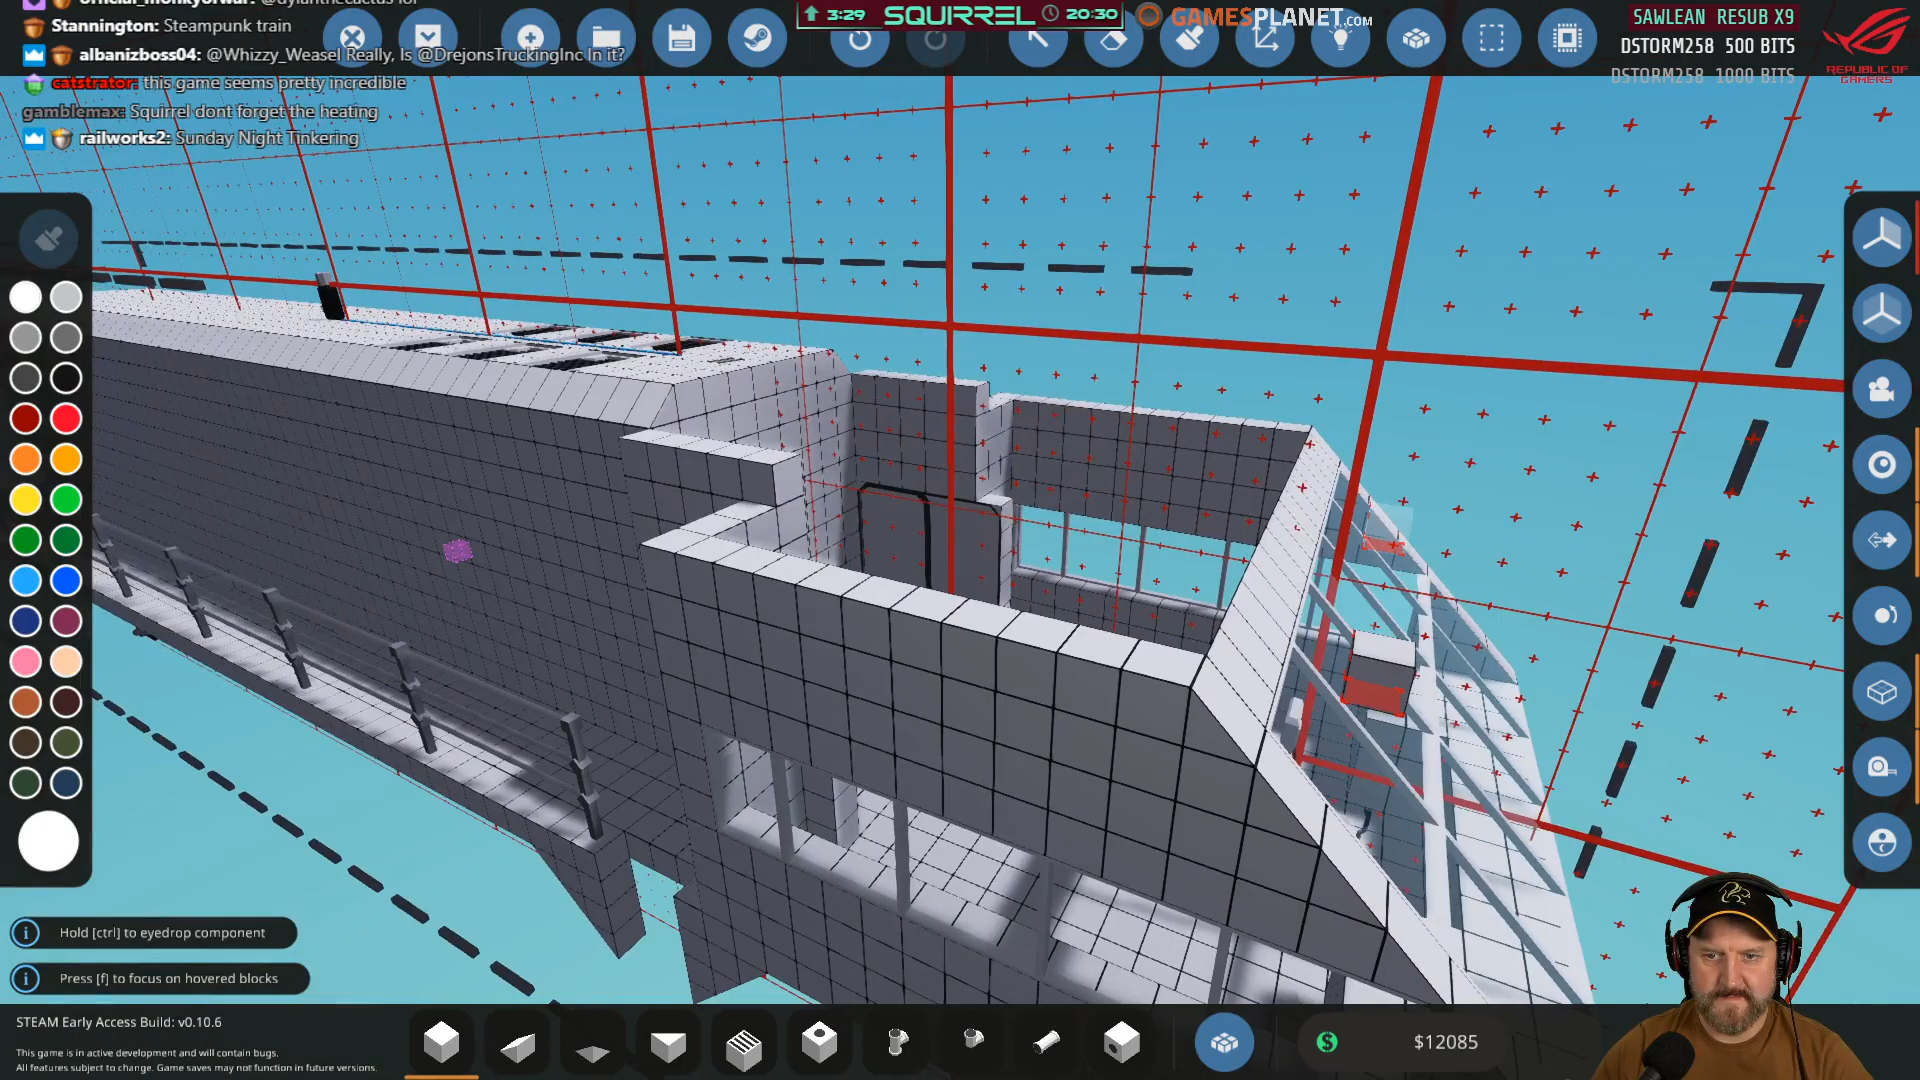 official_monkyofwar: @dylanthecactus lol
Stannington: Steampunk train
albanizboss04: @Whizzy_Weasel Really, Is @DrejonsTruckingInc In it?
catstrator: this game seems pretty incredible
gamblemax: Squirrel dont forget the heating
railworks2: Sunday Night Tinkering
3:29 SQUIRREL 20:30
GAMESPLANET.COM
SAWLEAN RESUB X9
DSTORM258 500 BITS
DSTORM258 1000 BITS
REPUBLIC OF
GAMERS
Hold [ctrl] to eyedrop component
Press [f] to focus on hovered blocks
STEAM Early Access Build: v0.10.6
This game is in active development and will contain bugs.
All features subject to change. Game saves may not function in future versions.
$12085